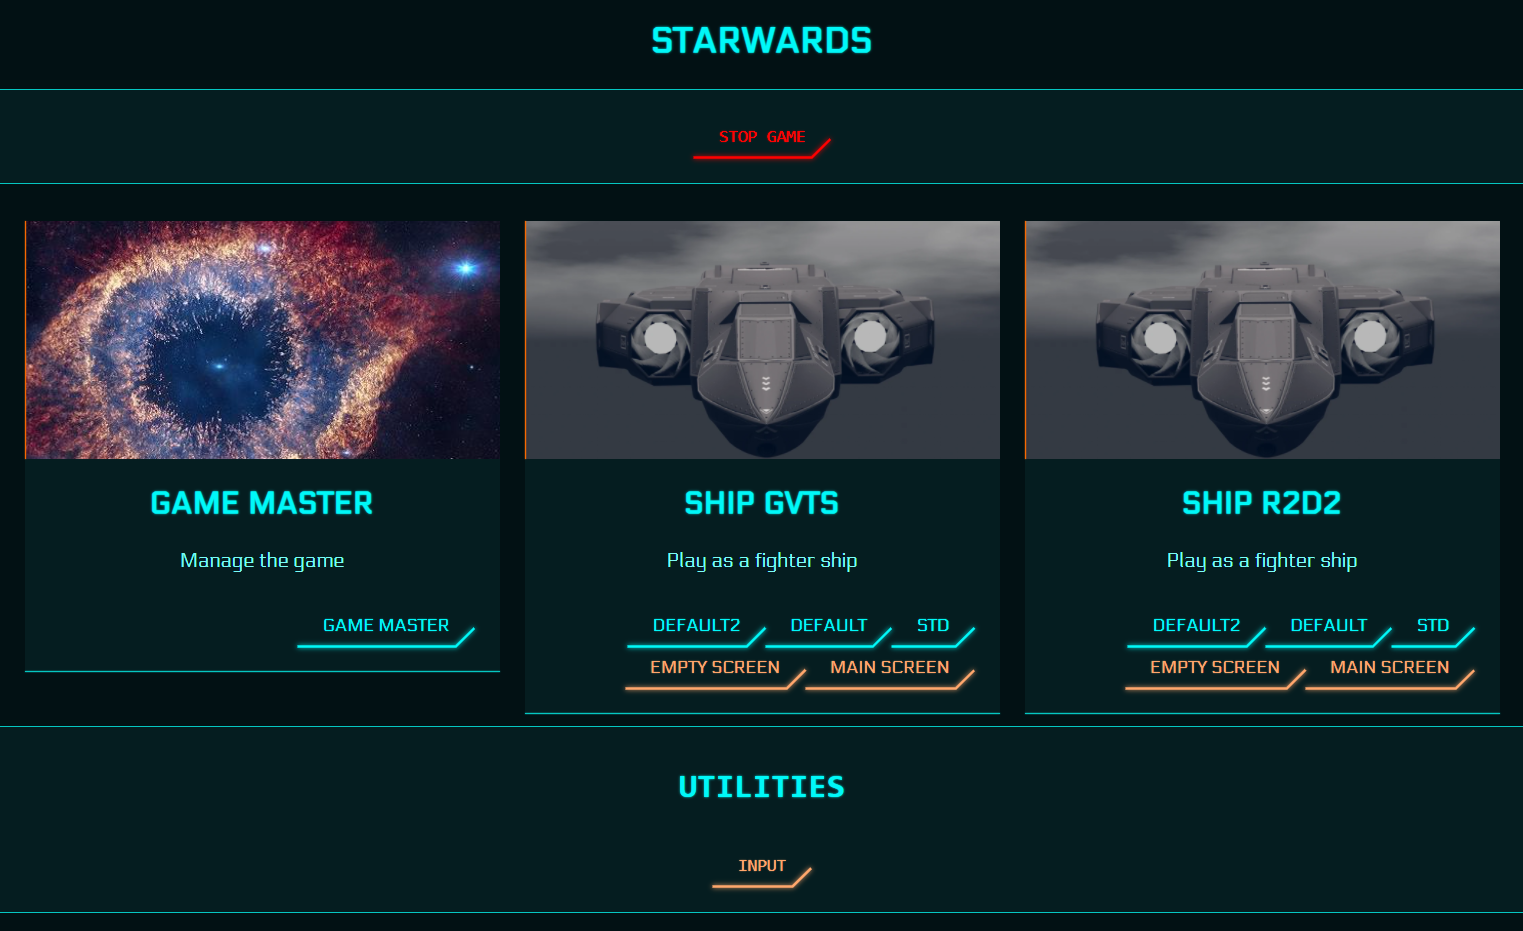 STARWARDS
STOP GAME
GAME MASTER
Manage the game
GAME MASTER
SHIP GVTS
Play as a fighter ship
DEFAULT2 DEFAULT STD
EMPTY SCREEN MAIN SCREEN
SHIP R2D2
Play as a fighter ship
DEFAULT2 DEFAULT STD
EMPTY SCREEN MAIN SCREEN
UTILITIES
INPUT